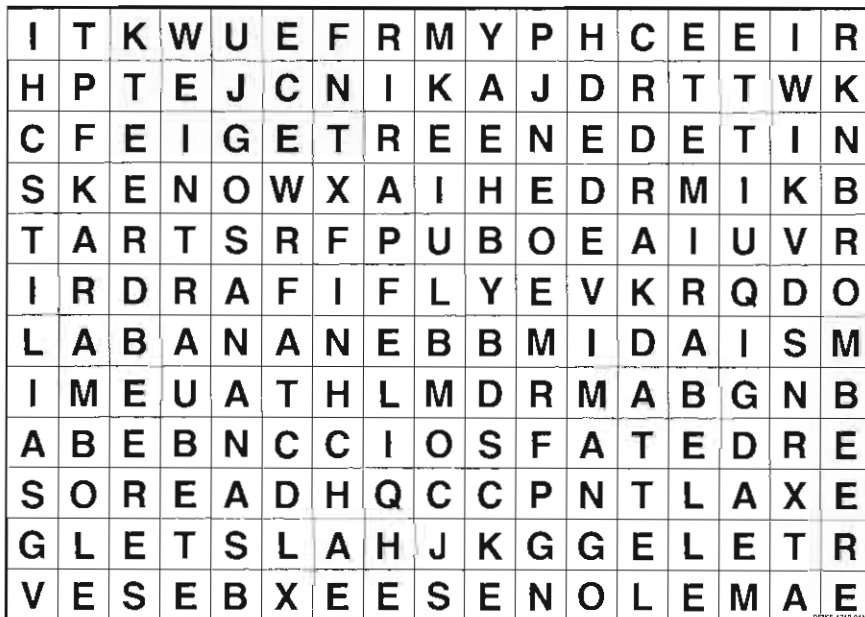 I T K W U E F R M Y P H C E E I R
H P T E J C N I K A J D R T T W K
C F E I G E T R E E N E D E T I N
S K E N O W X A I H E D R M I K B
T A R T S R F P U B O E A I U V R
I R D R A F I F L Y E V K R Q D O
L A B A N A N E B B M I D A I S M
I M E U A T H L M D R M A B G N B
A B E B N C C I O S F A T E D R E
S O R E A D H Q C C P N T L A X E
G L E T S L A H J K G G E L E T R
V E S E B X E E S E N O L E M A E